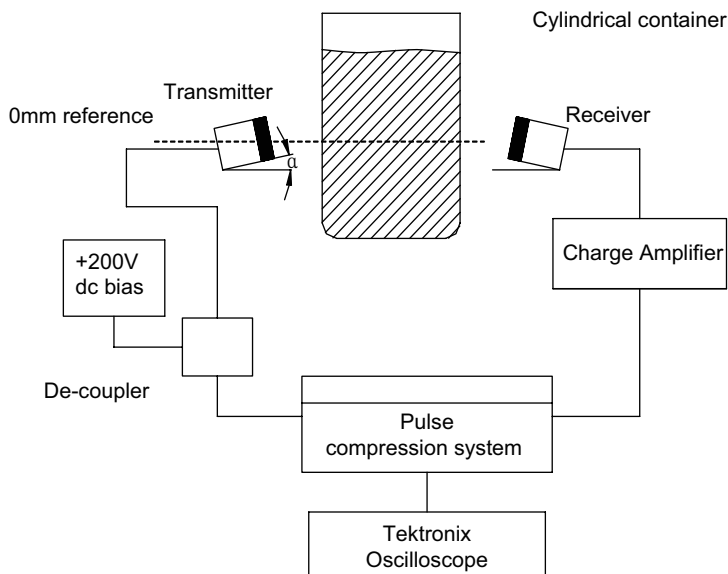 Cylindrical container
Transmitter
0mm reference
Receiver
α
+200V
dc bias
Charge Amplifier
De-coupler
Pulse
compression system
Tektronix
Oscilloscope